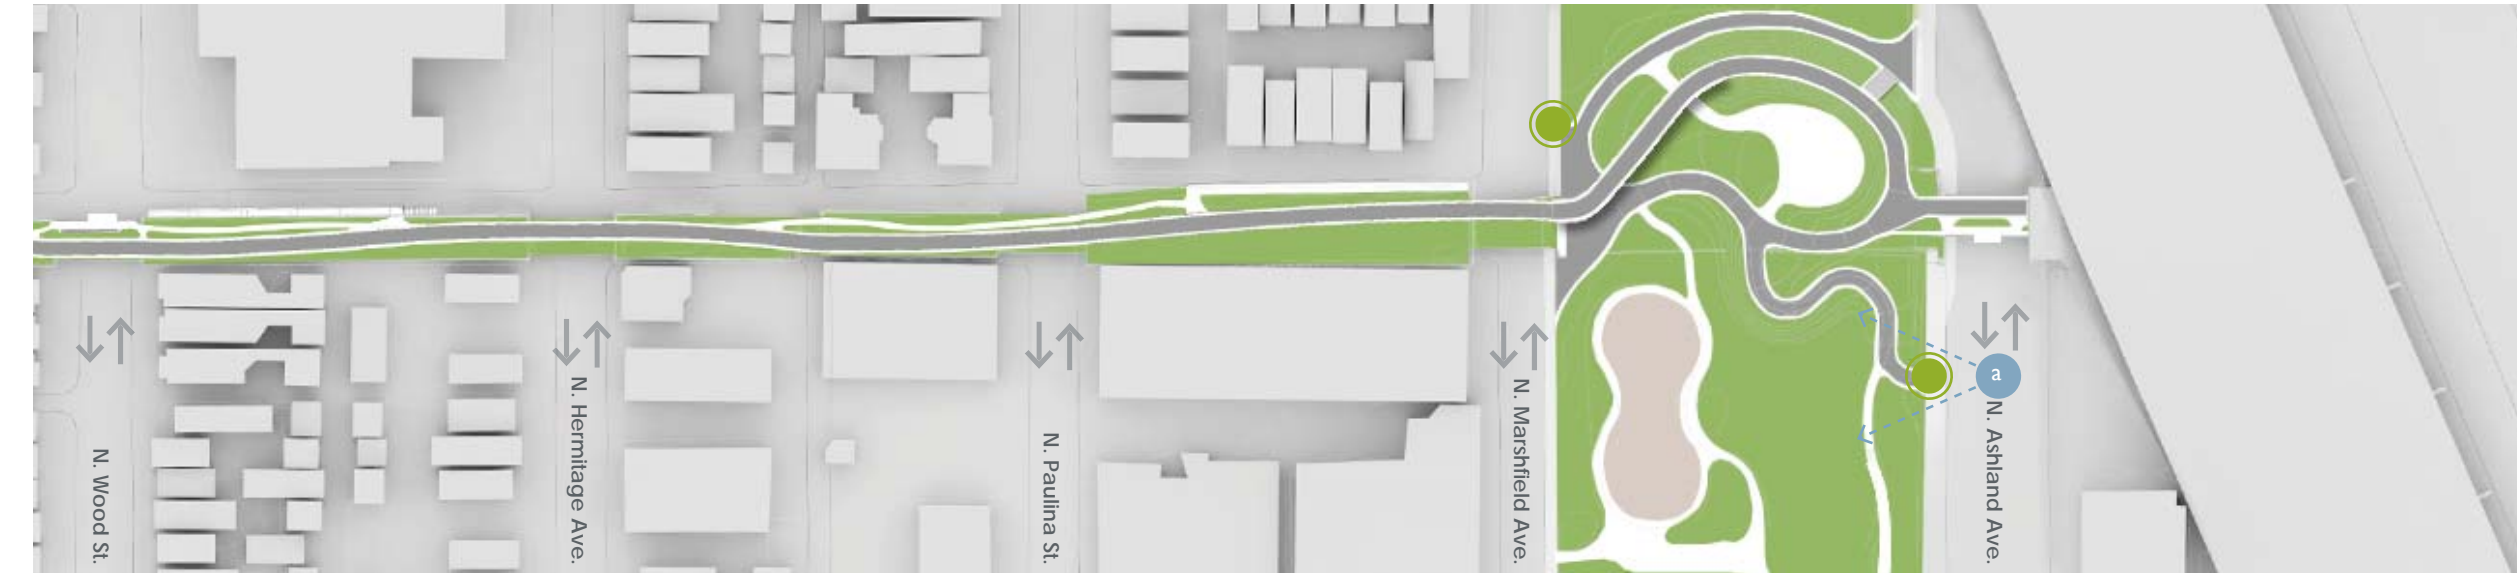 N. Wood St.
N. Hermitage Ave.
N. Paulina St.
N. Marshfield Ave.
a
N. Ashland Ave.